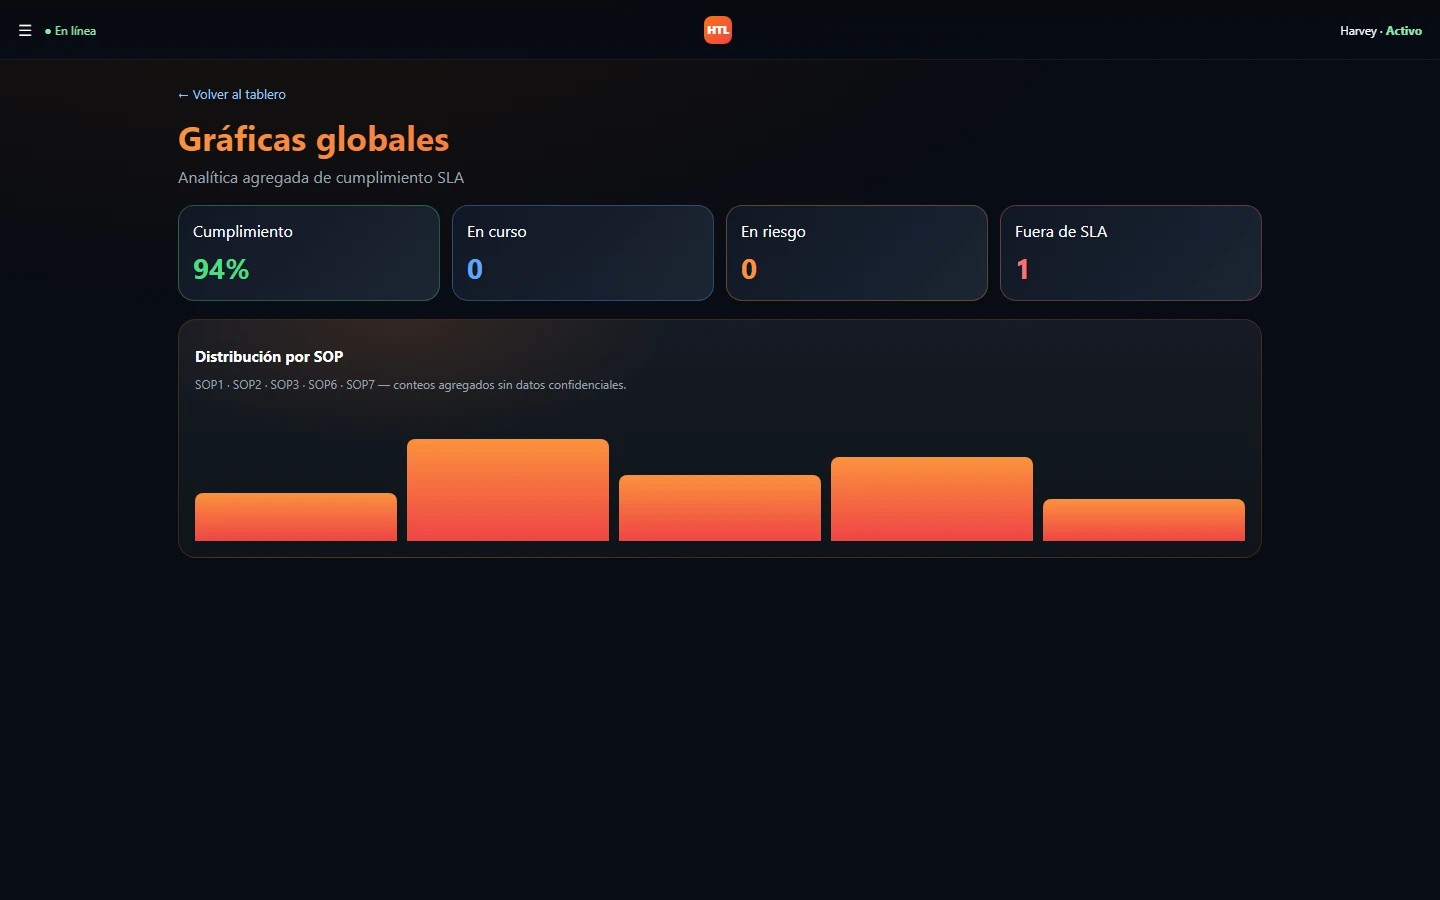 ☰ ● En línea
HTL
Harvey · Activo
← Volver al tablero
Gráficas globales
Analítica agregada de cumplimiento SLA
Cumplimiento
94%
En curso
0
En riesgo
0
Fuera de SLA
1
Distribución por SOP
SOP1 · SOP2 · SOP3 · SOP6 · SOP7 — conteos agregados sin datos confidenciales.